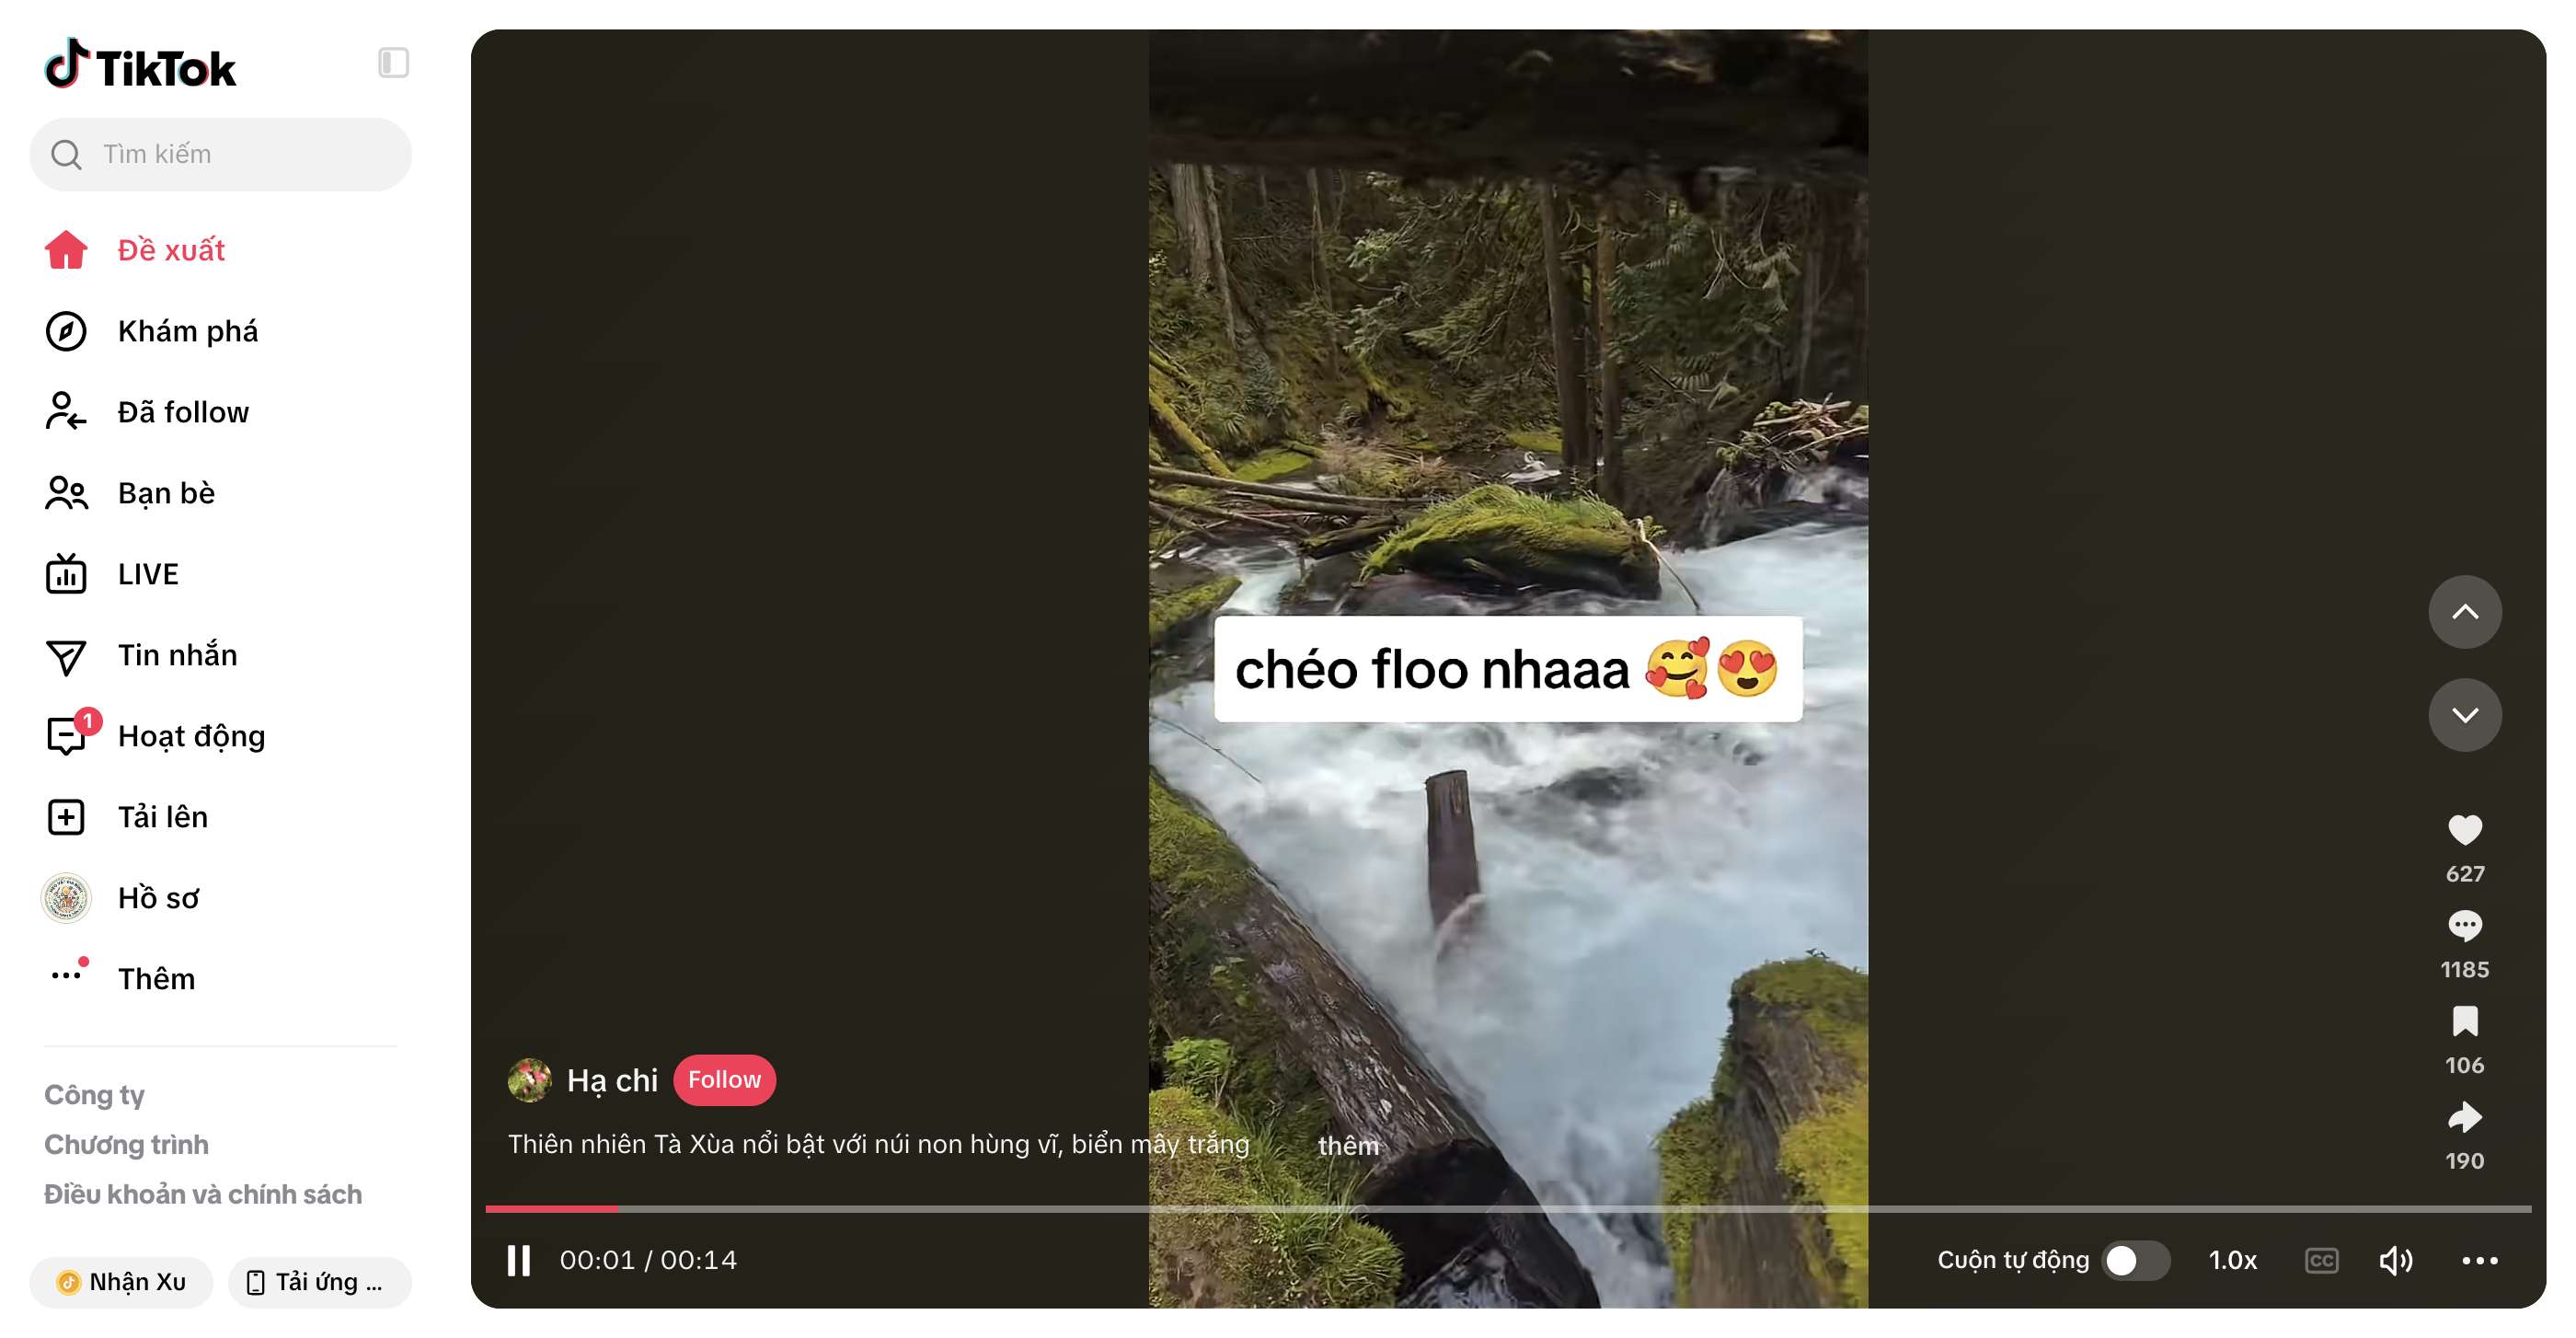 TikTok
Tìm kiếm
Đề xuất
Khám phá
Đã follow
Bạn bè
LIVE
Tin nhắn
1
Hoạt động
Tải lên
Hồ sơ
Thêm
Công ty
Chương trình
Điều khoản và chính sách
Nhận Xu
Tải ứng ...
chéo floo nhaaa 🥰😍
627
1185
106
190
Hạ chi
Follow
Thiên nhiên Tà Xùa nổi bật với núi non hùng vĩ, biển mây trắng thêm
00:01 / 00:14
Cuộn tự động
1.0x
CC